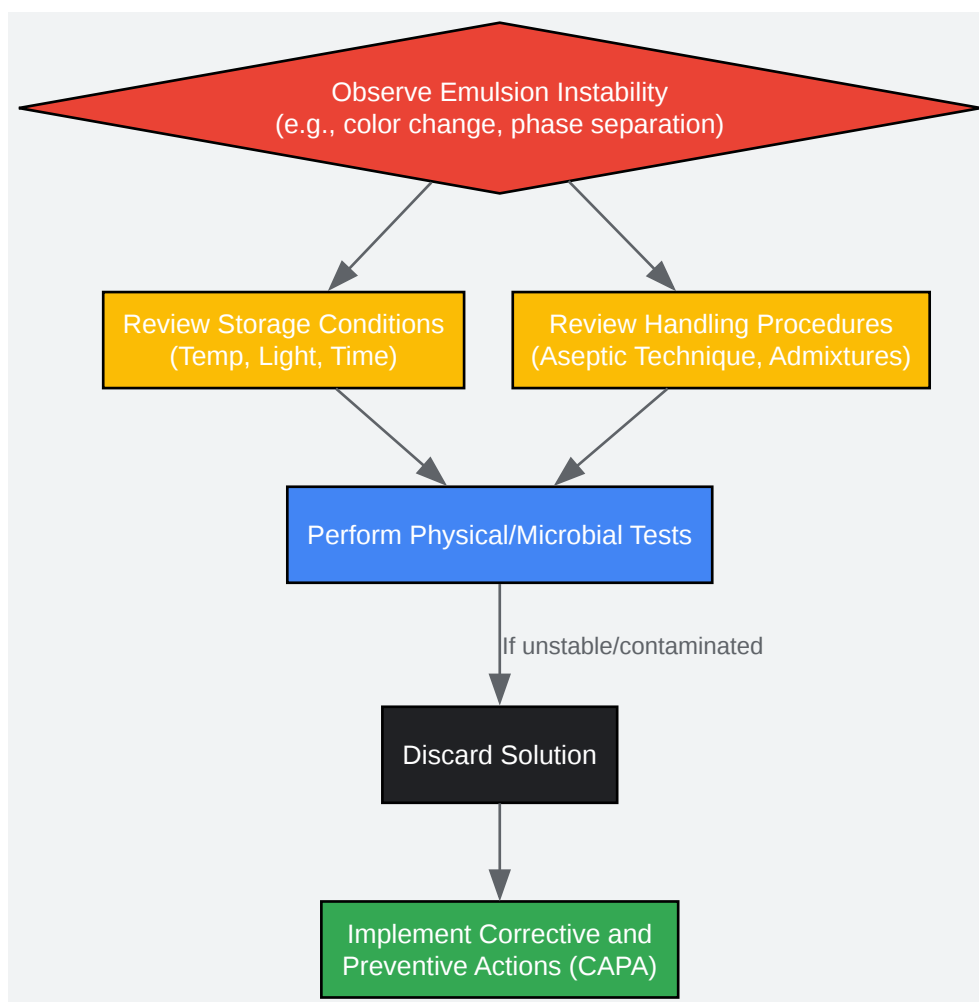 Observe Emulsion Instability
(e.g., color change, phase separation)
Review Storage Conditions
(Temp, Light, Time)
Review Handling Procedures
(Aseptic Technique, Admixtures)
Perform Physical/Microbial Tests
If unstable/contaminated
Discard Solution
Implement Corrective and
Preventive Actions (CAPA)